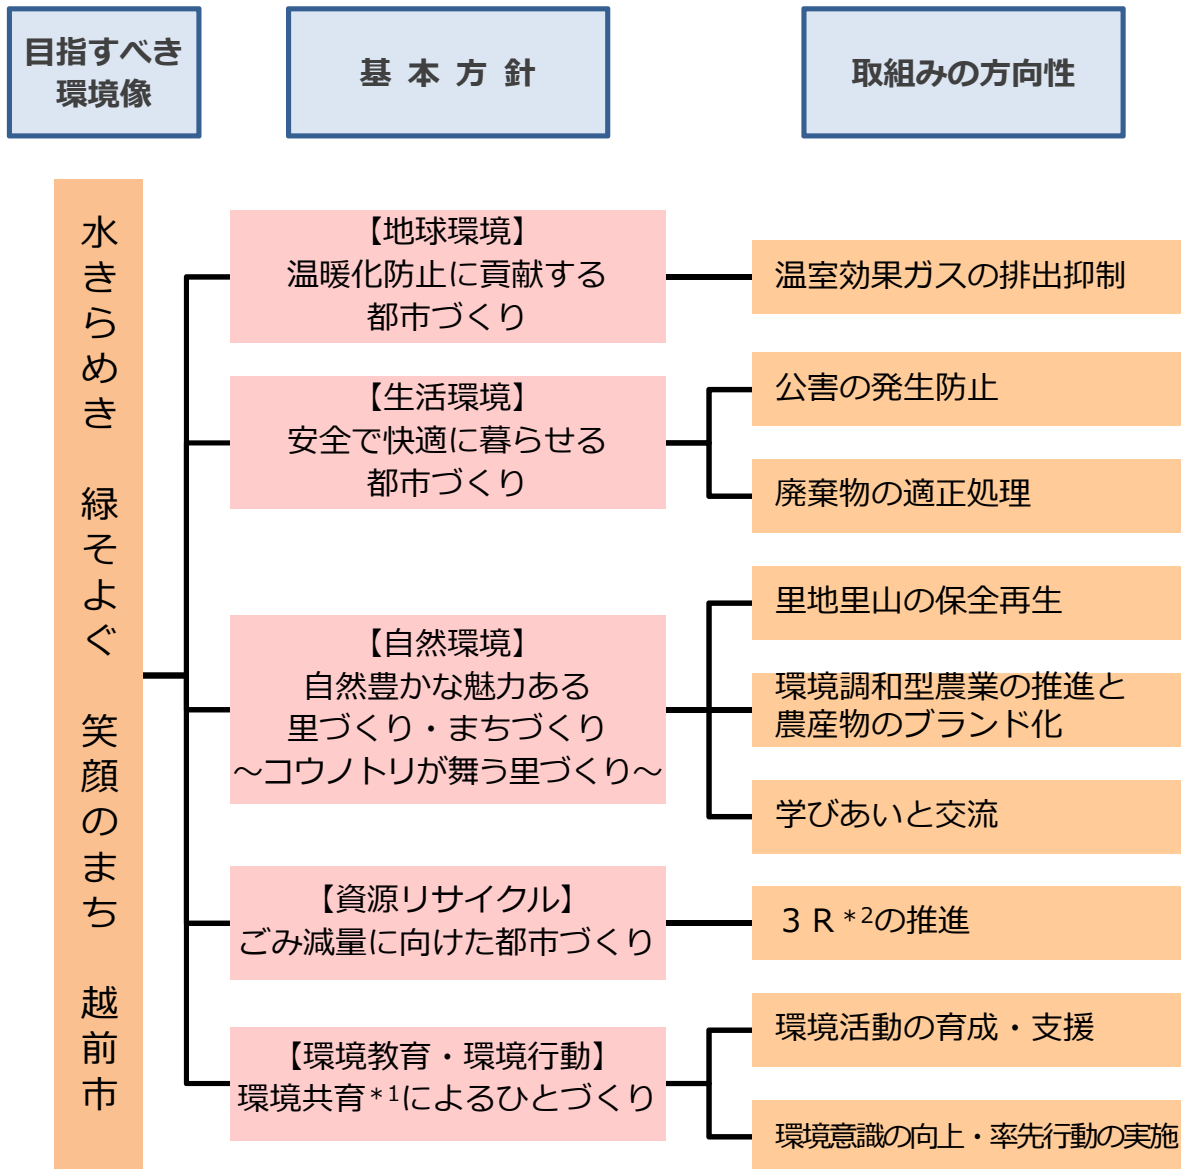 目指すべき
環境像
基本方針
取組みの方向性
水きらめき　緑そよぐ　笑顔のまち　越前市
【地球環境】
温暖化防止に貢献する
都市づくり
温室効果ガスの排出抑制
【生活環境】
安全で快適に暮らせる
都市づくり
公害の発生防止
廃棄物の適正処理
【自然環境】
自然豊かな魅力ある
里づくり・まちづくり
～コウノトリが舞う里づくり～
里地里山の保全再生
環境調和型農業の推進と
農産物のブランド化
学びあいと交流
【資源リサイクル】
ごみ減量に向けた都市づくり
３Ｒ*2の推進
【環境教育・環境行動】
環境共育*1によるひとづくり
環境活動の育成・支援
環境意識の向上・率先行動の実施